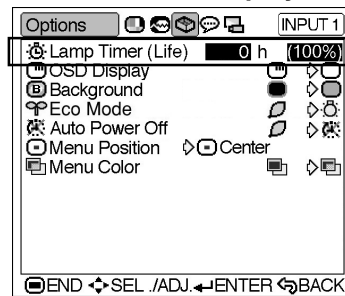 Options INPUT 1
Lamp Timer (Life) 0 h (100%)
OSD Display
B Background
Eco Mode
Auto Power Off
Menu Position Center
Menu Color
END SEL ./ADJ. ENTER BACK